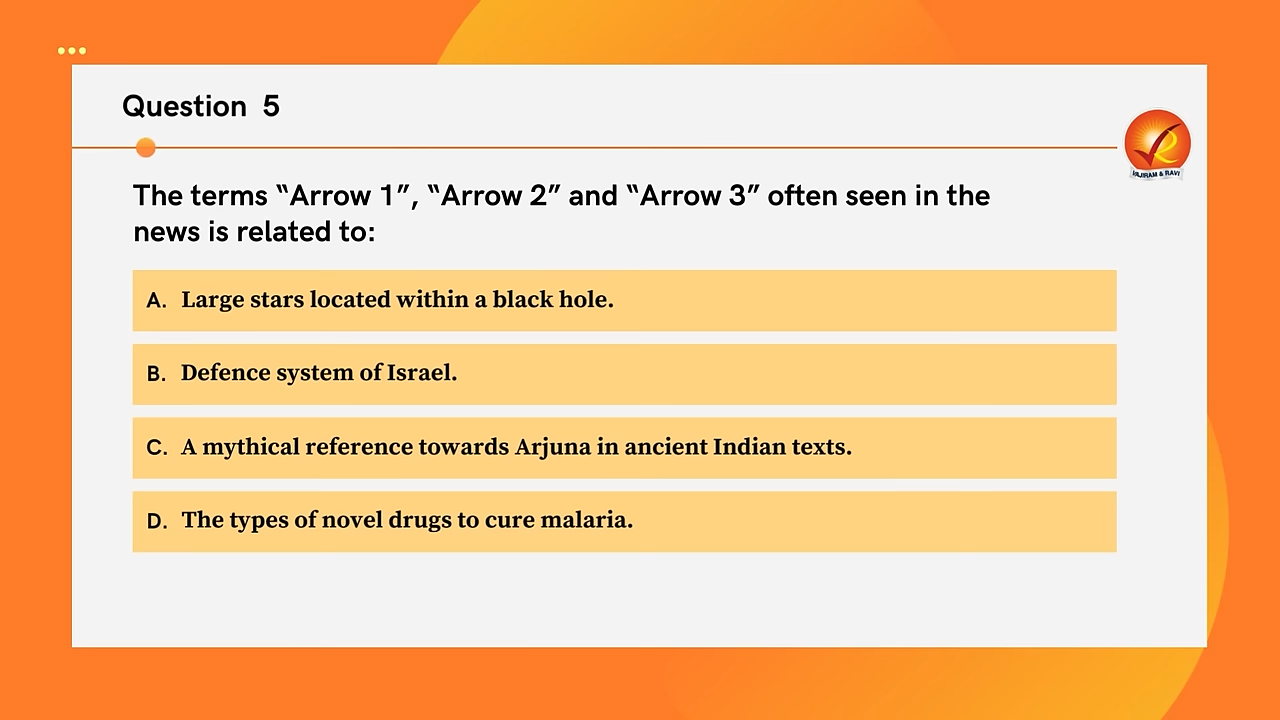 Question 5
The terms “Arrow 1”, “Arrow 2” and “Arrow 3” often seen in the
news is related to:
A. Large stars located within a black hole.
B. Defence system of Israel.
C. A mythical reference towards Arjuna in ancient Indian texts.
D. The types of novel drugs to cure malaria.
VAJIRAM & RAVI